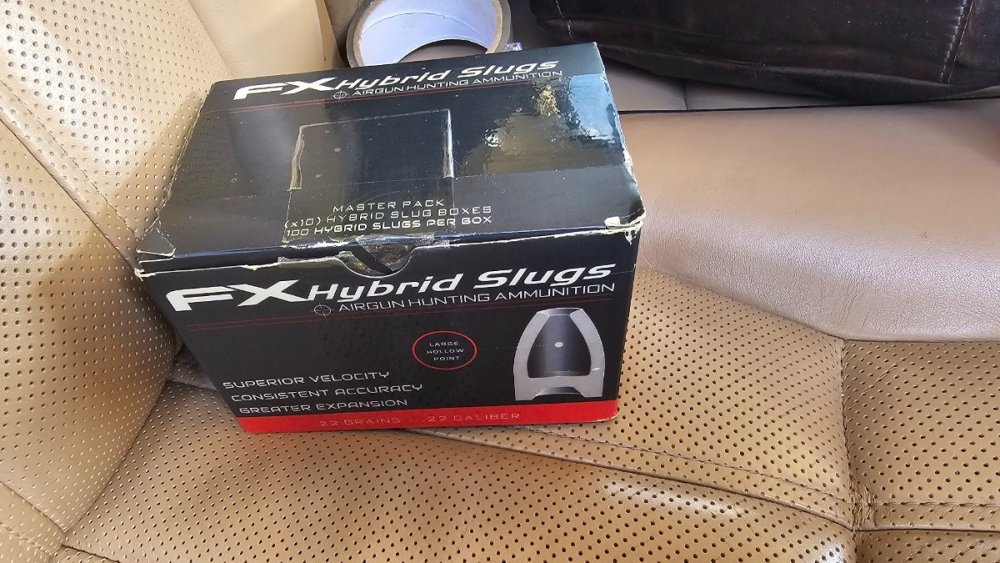 FX Hybrid Slugs
AIRGUN HUNTING AMMUNITION
MASTER PACK
(x10) HYBRID SLUG BOXES
100 HYBRID SLUGS PER BOX
FX Hybrid Slugs
AIRGUN HUNTING AMMUNITION
LARGE
HOLLOW
POINT
SUPERIOR VELOCITY
CONSISTENT ACCURACY
GREATER EXPANSION
22 GRAINS .22 CALIBER